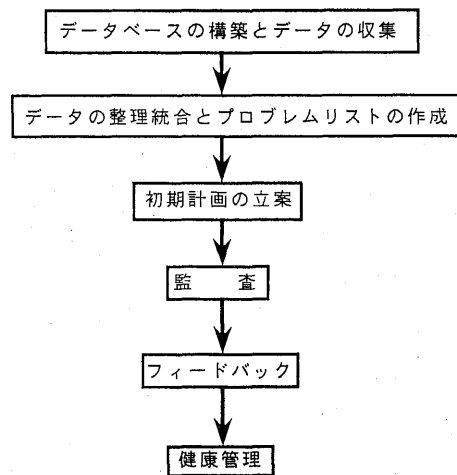 データベースの構築とデータの収集
データの整理統合とプロブレムリストの作成
初期計画の立案
監　　査
フィードバック
健康管理